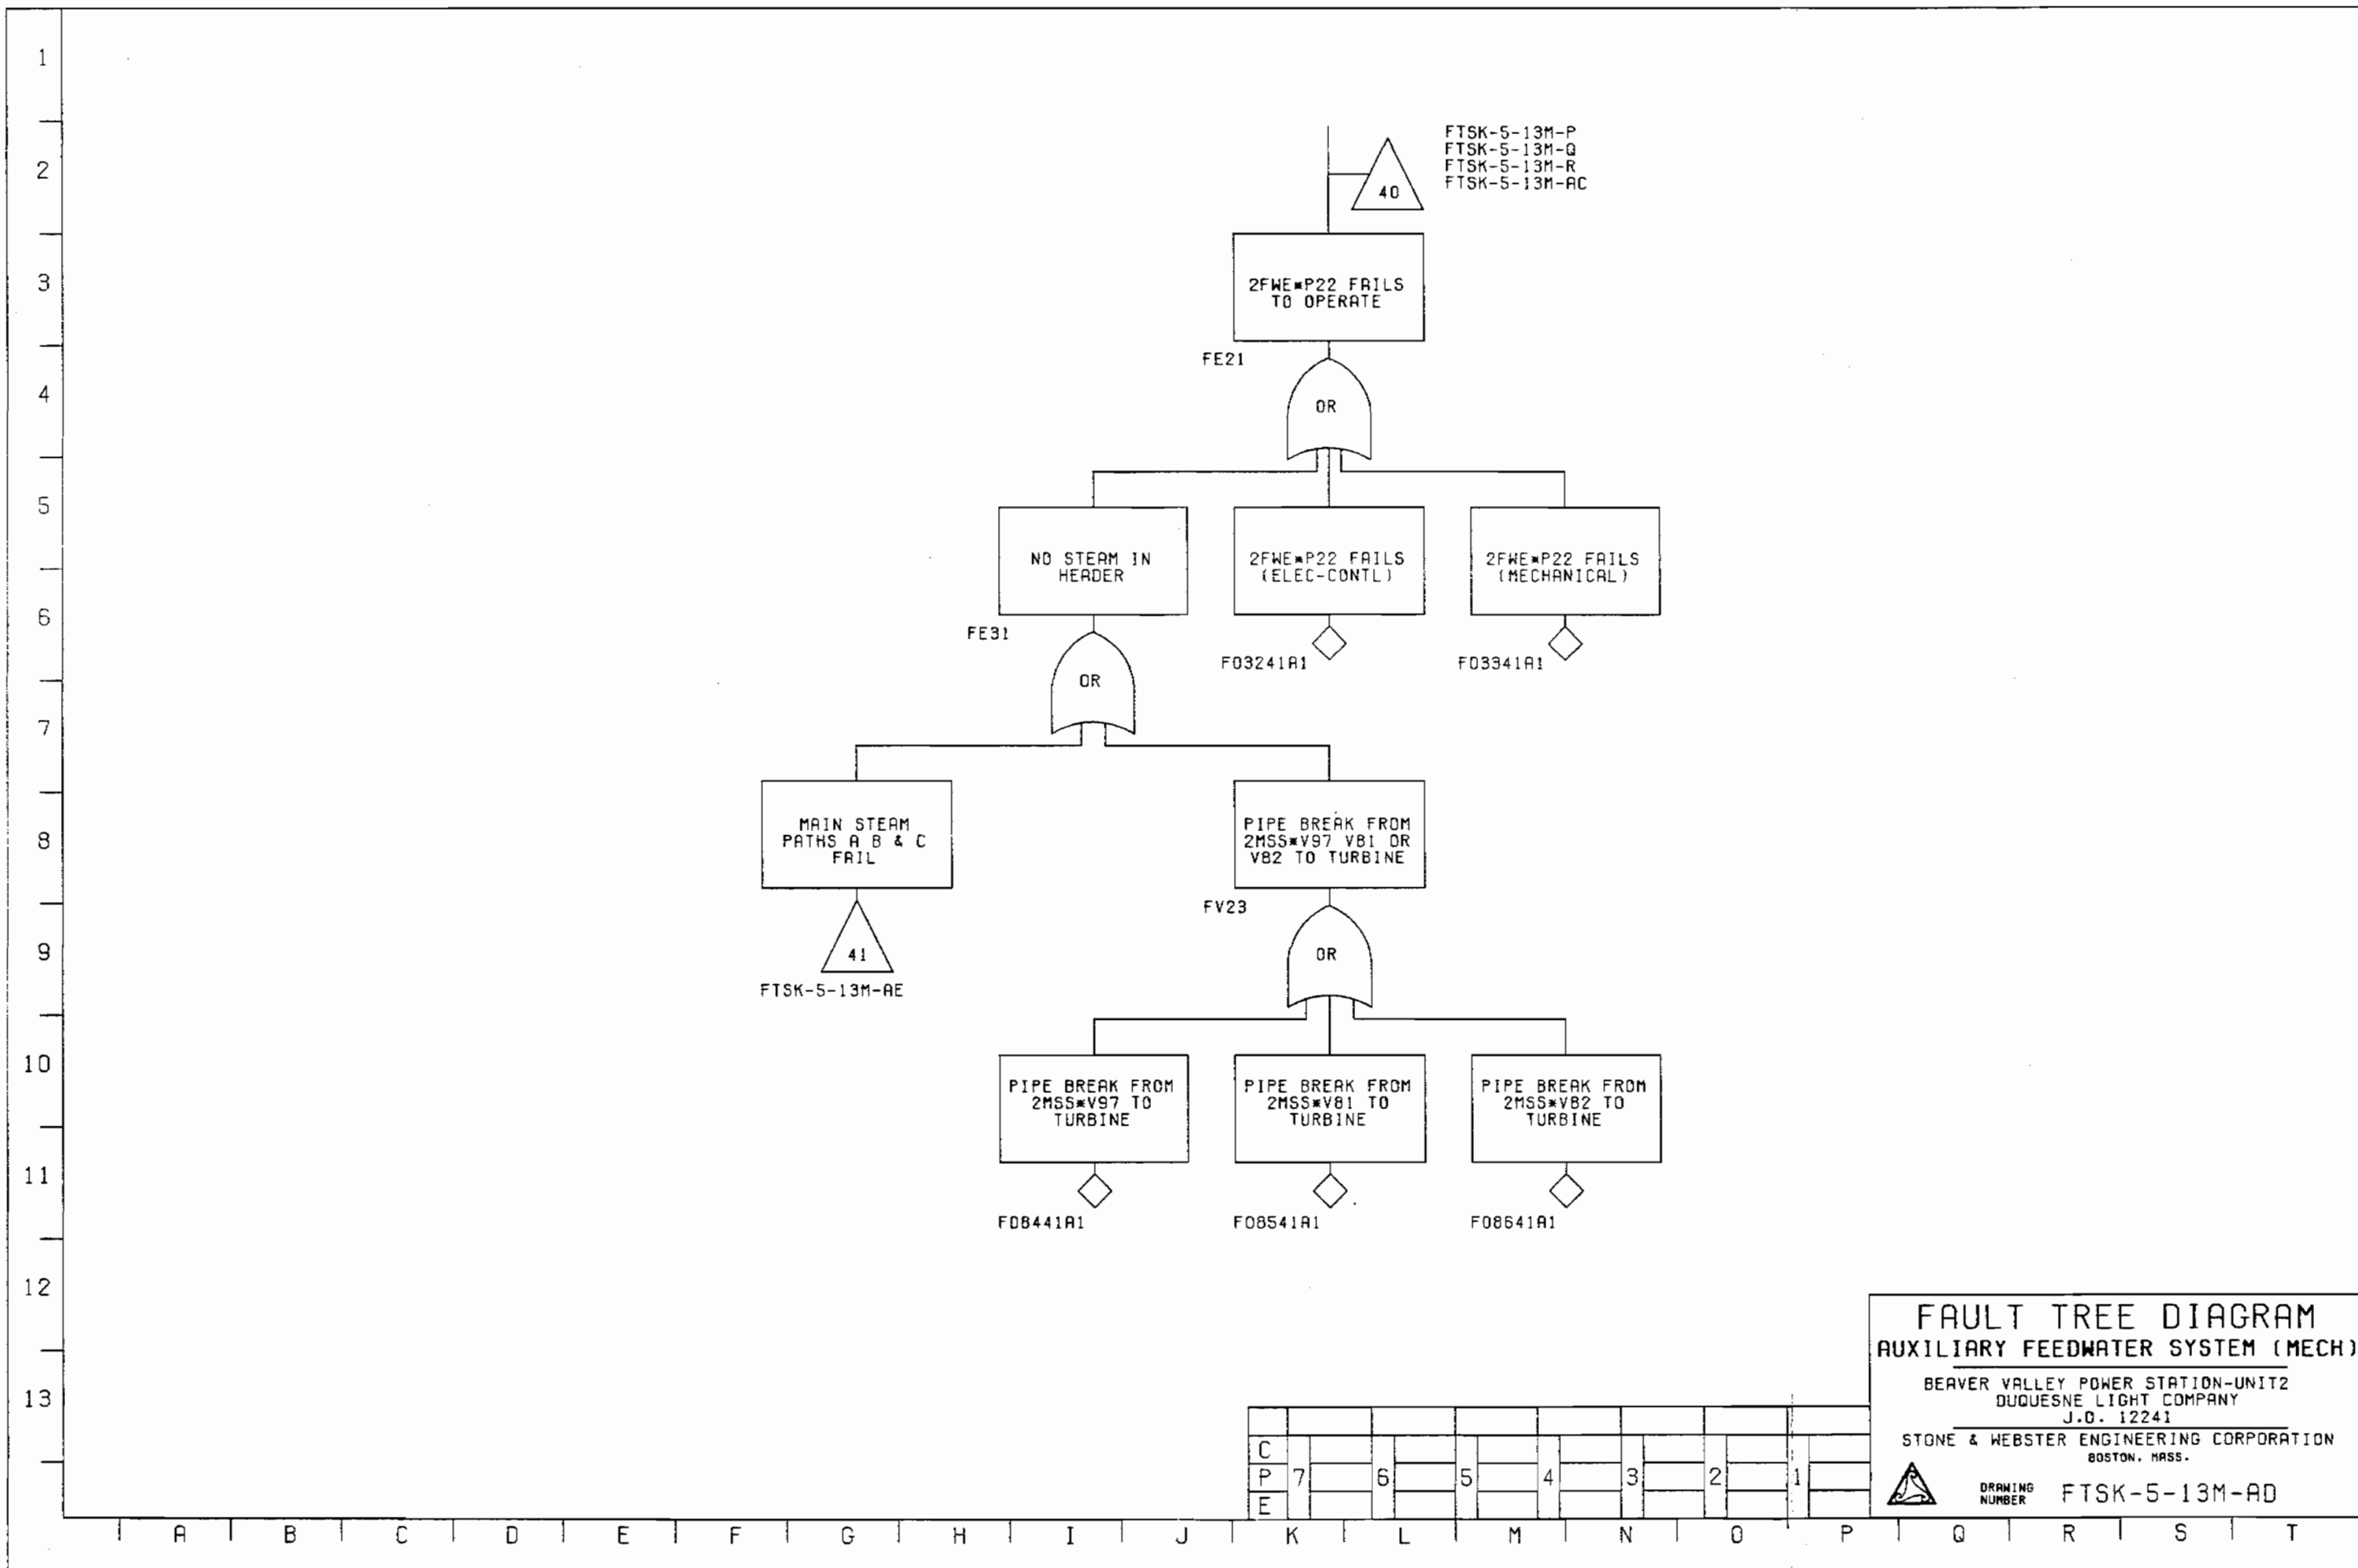 FTSK-5-13M-P
FTSK-5-13M-Q
FTSK-5-13M-R
FTSK-5-13M-AC
40
2FWE*P22 FAILS
TO OPERATE
FE21
OR
NO STEAM IN
HEADER
2FWE*P22 FAILS
(ELEC-CONTL)
2FWE*P22 FAILS
(MECHANICAL)
FE31
F03241A1
F03341A1
OR
MAIN STEAM
PATHS A B & C
FAIL
PIPE BREAK FROM
2MSS*V97 V81 OR
V82 TO TURBINE
FV23
41
OR
FTSK-5-13M-AE
PIPE BREAK FROM
2MSS*V97 TO
TURBINE
PIPE BREAK FROM
2MSS*V81 TO
TURBINE
PIPE BREAK FROM
2MSS*V82 TO
TURBINE
F08441A1
F08541A1
F08641A1
1
2
3
4
5
6
7
8
9
10
11
12
13
FAULT TREE DIAGRAM
AUXILIARY FEEDWATER SYSTEM (MECH)
BEAVER VALLEY POWER STATION-UNIT2
DUQUESNE LIGHT COMPANY
J.O. 12241
STONE & WEBSTER ENGINEERING CORPORATION
BOSTON. MASS.
DRAWING
NUMBER
FTSK-5-13M-AD
C
P 7 6 5 4 3 2 1
E
A B C D E F G H I J K L M N O P Q R S T